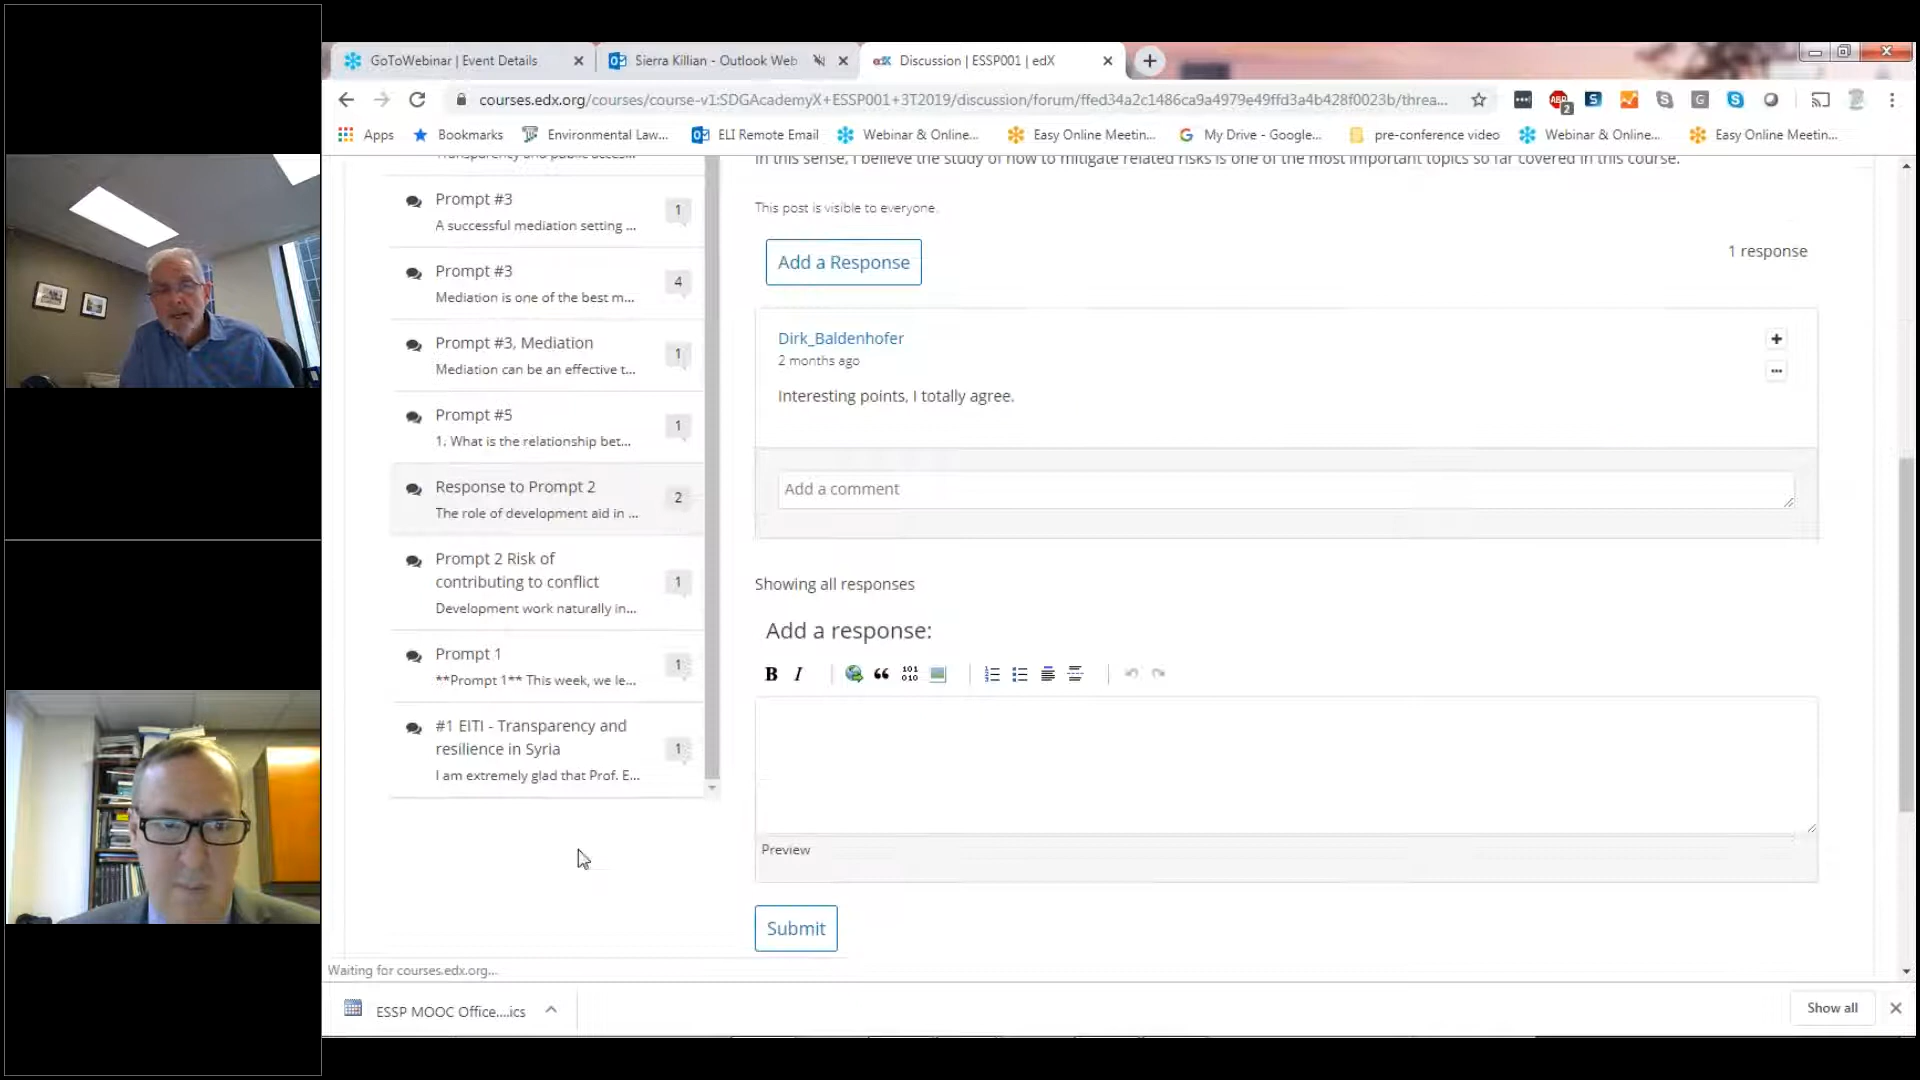 GoToWebinar | Event Details
Sierra Killian - Outlook Web
Discussion | ESSP001 | edX
courses.edx.org/courses/course-v1:SDGAcademyX+ESSP001+3T2019/discussion/forum/ffed34a2c1486ca9a4979e49ffd3a4b428f0023b/threa...
Apps
Bookmarks
Environmental Law...
ELI Remote Email
Webinar & Online...
Easy Online Meetin...
My Drive - Google...
pre-conference video
Webinar & Online...
Easy Online Meetin...
Transparency and public acces...
Prompt #3
1
A successful mediation setting ...
Prompt #3
4
Mediation is one of the best m...
Prompt #3, Mediation
1
Mediation can be an effective t...
Prompt #5
1
1. What is the relationship bet...
Response to Prompt 2
2
The role of development aid in ...
Prompt 2 Risk of
contributing to conflict
1
Development work naturally in...
Prompt 1
1
**Prompt 1** This week, we le...
#1 EITI - Transparency and
resilience in Syria
1
I am extremely glad that Prof. E...
In this sense, I believe the study of how to mitigate related risks is one of the most important topics so far covered in this course.
This post is visible to everyone.
Add a Response
1 response
Dirk_Baldenhofer
2 months ago
Interesting points, I totally agree.
Add a comment
Showing all responses
Add a response:
B I
101
010
Preview
Submit
Waiting for courses.edx.org...
ESSP MOOC Office....ics
Show all